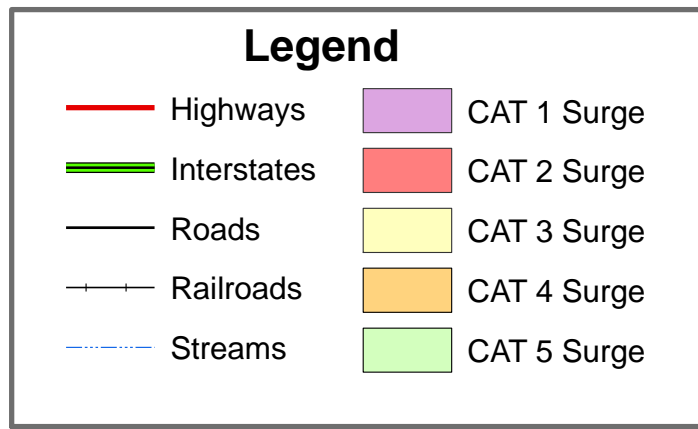 Legend
Highways
CAT 1 Surge
Interstates
CAT 2 Surge
Roads
CAT 3 Surge
Railroads
CAT 4 Surge
Streams
CAT 5 Surge